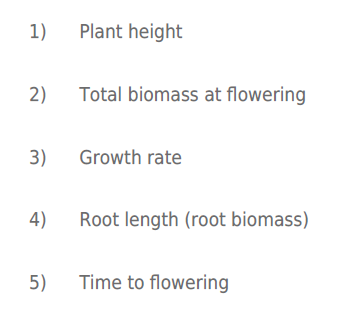 1) Plant height
2) Total biomass at flowering
3) Growth rate
4) Root length (root biomass)
5) Time to flowering